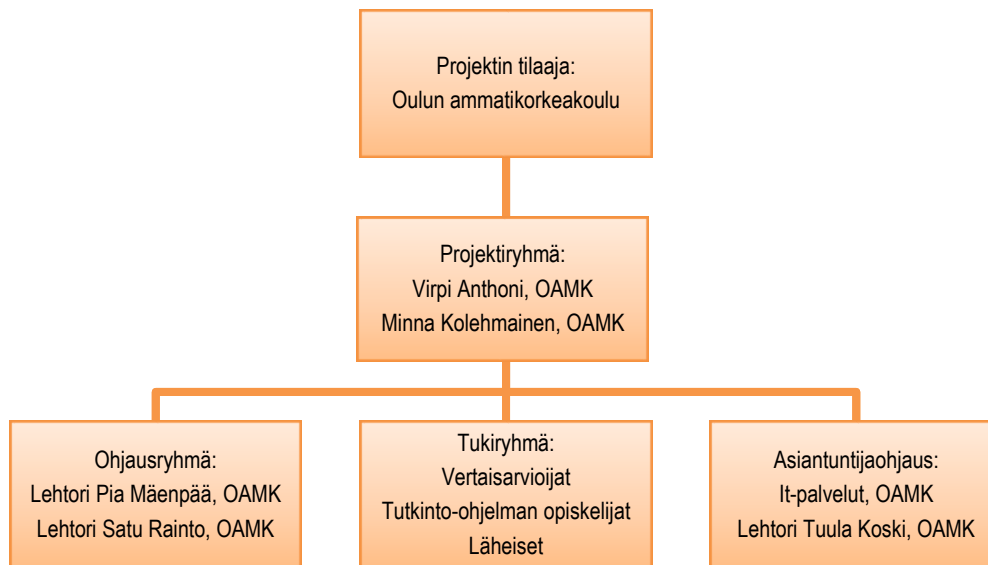 Projektin tilaaja:
Oulun ammatikorkeakoulu
Projektiryhmä:
Virpi Anthoni, OAMK
Minna Kolehmainen, OAMK
Ohjausryhmä:
Lehtori Pia Mäenpää, OAMK
Lehtori Satu Rainto, OAMK
Tukiryhmä:
Vertaisarvioijat
Tutkinto-ohjelman opiskelijat
Läheiset
Asiantuntijaohjaus:
It-palvelut, OAMK
Lehtori Tuula Koski, OAMK